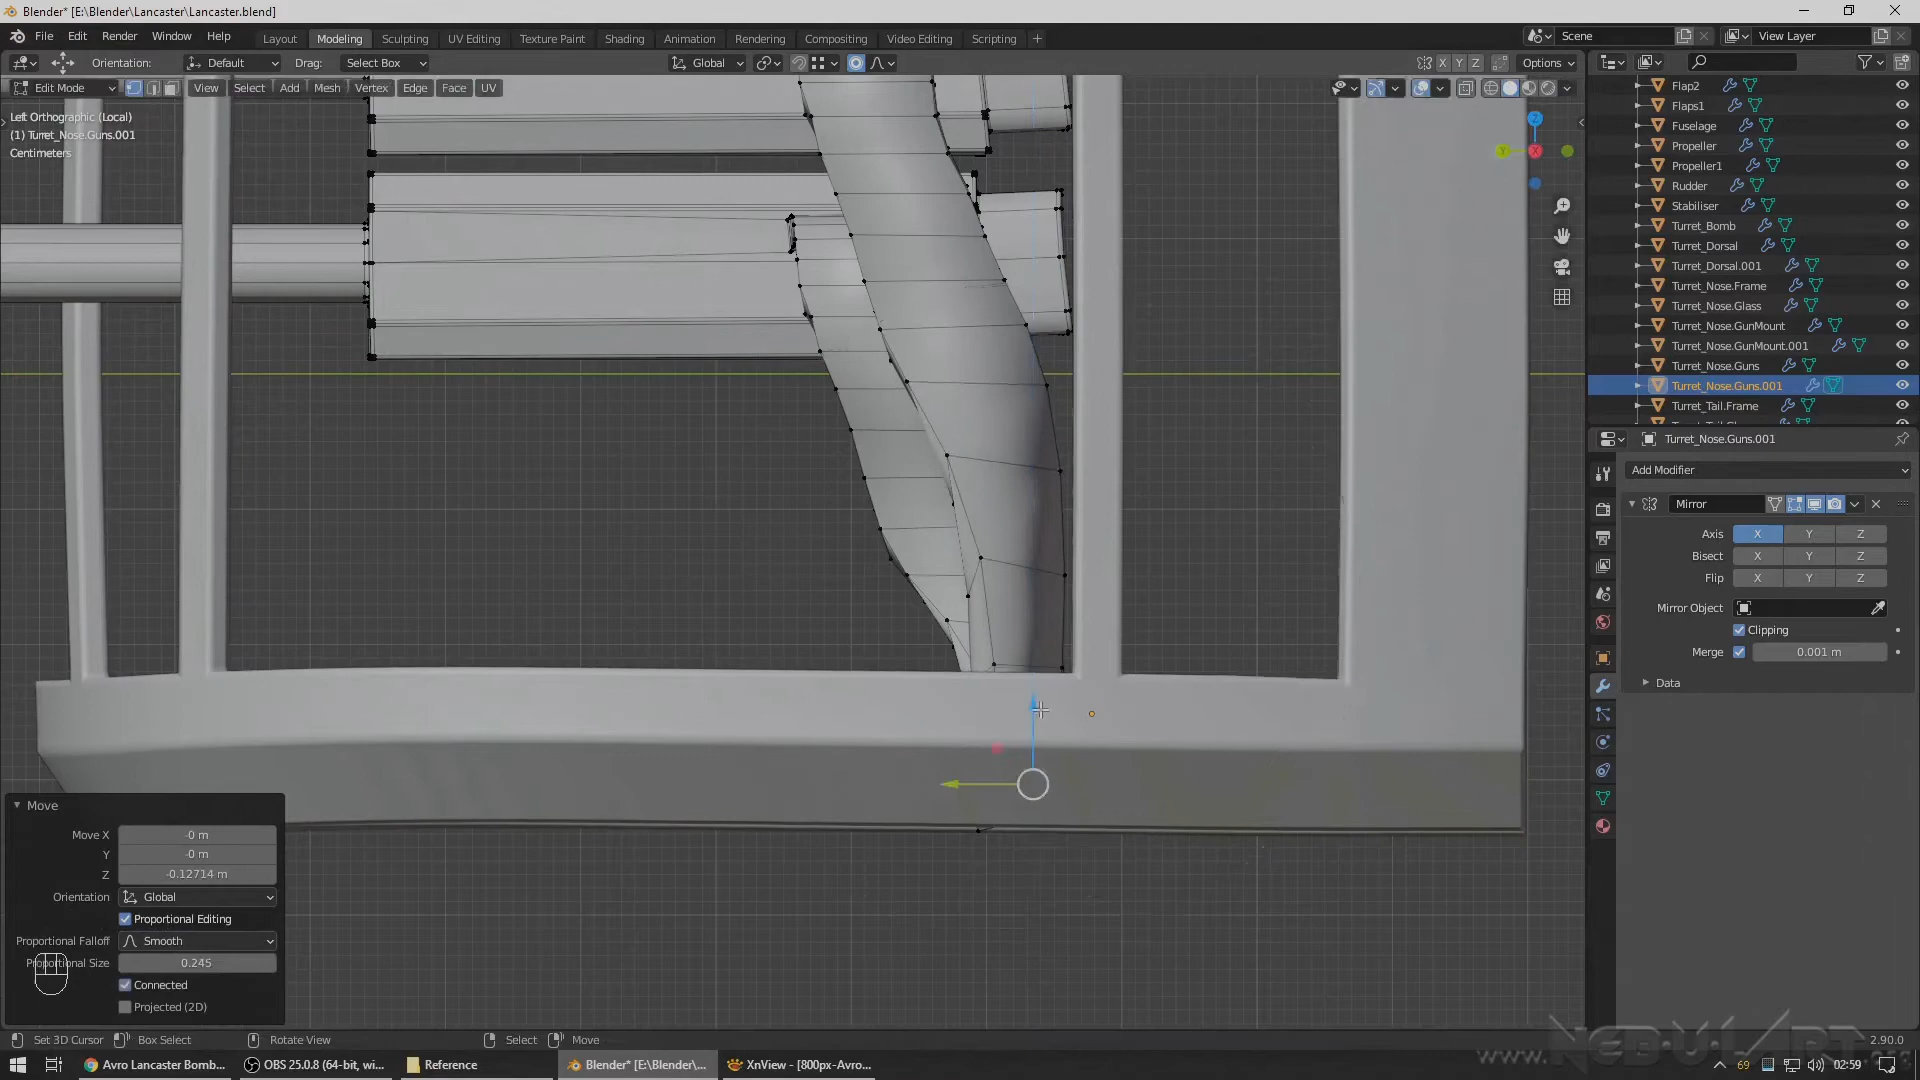 Blender* [E:\Blender\Lancaster\Lancaster.blend]
File Edit Render Window Help
Layout Modeling Sculpting UV Editing Texture Paint Shading Animation Rendering Compositing Video Editing Scripting +
Scene
View Layer
Orientation: Default Drag: Select Box
Global
X Y Z Options
Edit Mode View Select Add Mesh Vertex Edge Face UV
Left Orthographic (Local)
(1) Turret_Nose.Guns.001
Centimeters
Z
Y
X
Flap2
Flaps1
Fuselage
Propeller
Propeller1
Rudder
Stabiliser
Turret_Bomb
Turret_Dorsal
Turret_Dorsal.001
Turret_Nose.Frame
Turret_Nose.Glass
Turret_Nose.GunMount
Turret_Nose.GunMount.001
Turret_Nose.Guns
Turret_Nose.Guns.001
Turret_Tail.Frame
Turret_Nose.Guns.001
Add Modifier
Mirror
Axis X Y Z
Bisect X Y Z
Flip X Y Z
Mirror Object
Clipping
Merge 0.001 m
Data
Move
Move X -0 m
Y -0 m
Z -0.12714 m
Orientation Global
Proportional Editing
Proportional Falloff Smooth
Proportional Size 0.245
Connected
Projected (2D)
Set 3D Cursor Box Select Rotate View Select Move
2.90.0
Avro Lancaster Bomb...
OBS 25.0.8 (64-bit, wi...
Reference
Blender* [E:\Blender\...
XnView - [800px-Avro...
69
02:59